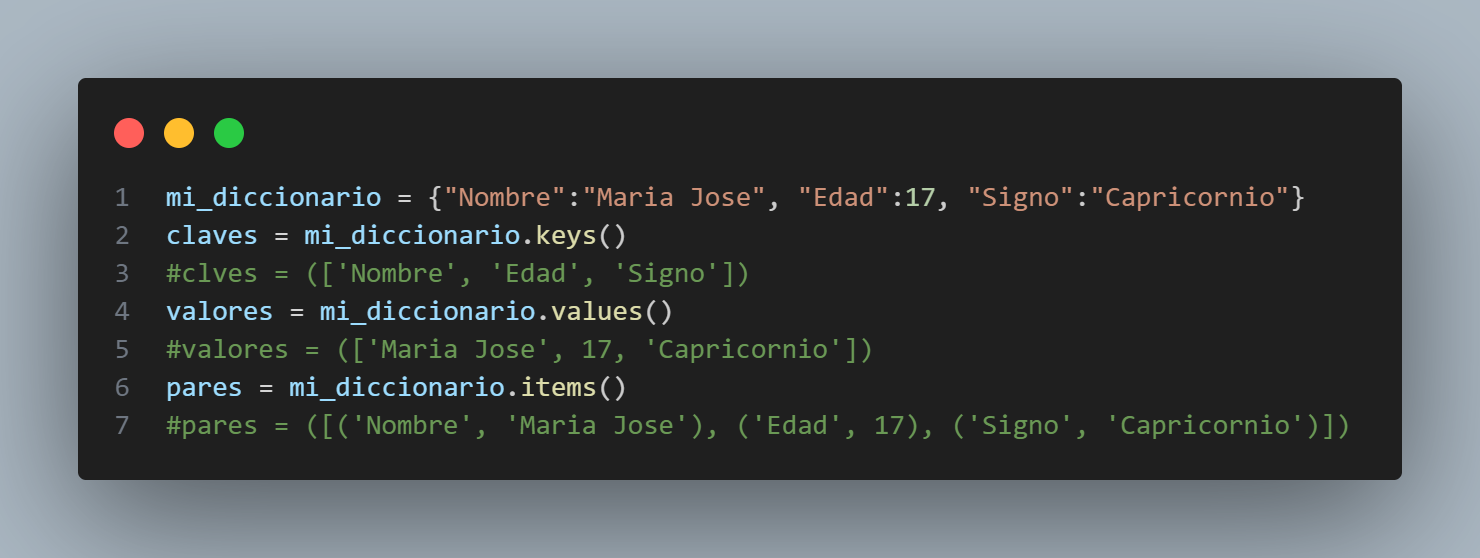 1 mi_diccionario = {"Nombre":"Maria Jose", "Edad":17, "Signo":"Capricornio"}
2 claves = mi_diccionario.keys()
3 #clves = (['Nombre', 'Edad', 'Signo'])
4 valores = mi_diccionario.values()
5 #valores = (['Maria Jose', 17, 'Capricornio'])
6 pares = mi_diccionario.items()
7 #pares = ([('Nombre', 'Maria Jose'), ('Edad', 17), ('Signo', 'Capricornio')])